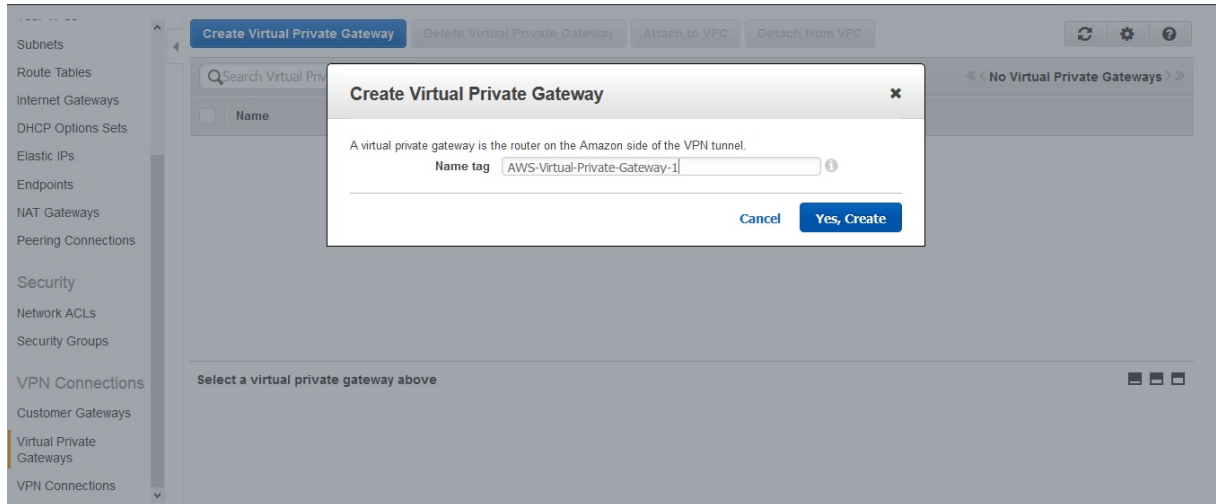 Create Virtual Private Gateway
Delete Virtual Private Gateway
Attach to VPC
Detach from VPC
Subnets
Route Tables
Internet Gateways
DHCP Options Sets
Elastic IPs
Endpoints
NAT Gateways
Peering Connections
Security
Network ACLs
Security Groups
VPN Connections
Customer Gateways
Virtual Private
Gateways
VPN Connections
Search Virtual Priv
No Virtual Private Gateways
Name
Create Virtual Private Gateway
A virtual private gateway is the router on the Amazon side of the VPN tunnel.
Name tag AWS-Virtual-Private-Gateway-1
Cancel
Yes, Create
Select a virtual private gateway above